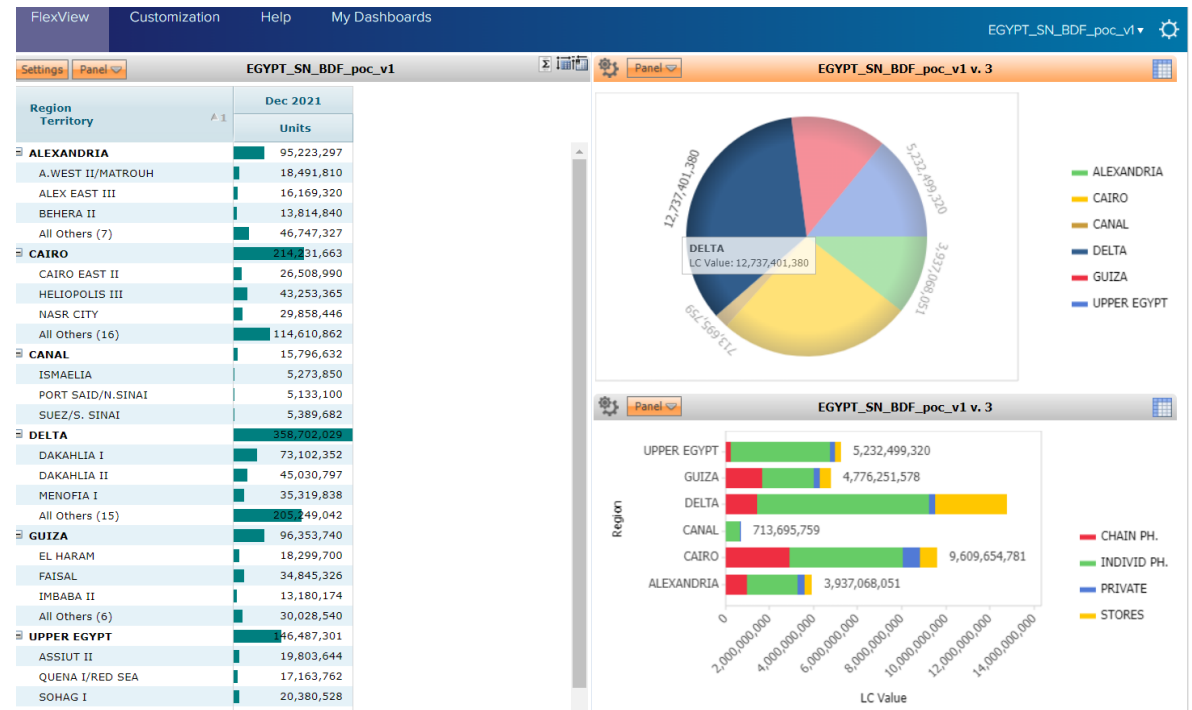 FlexView Customization Help My Dashboards
EGYPT_SN_BDF_poc_v1▾
Settings Panel EGYPT_SN_BDF_poc_v1 Σ
Region
Territory
1
Dec 2021
Units
ALEXANDRIA 95,223,297
A.WEST II/MATROUH 18,491,810
ALEX EAST III 16,169,320
BEHERA II 13,814,840
All Others (7) 46,747,327
CAIRO 214,231,663
CAIRO EAST II 26,508,990
HELIOPOLIS III 43,253,365
NASR CITY 29,858,446
All Others (16) 114,610,862
CANAL 15,796,632
ISMAELIA 5,273,850
PORT SAID/N.SINAI 5,133,100
SUEZ/S. SINAI 5,389,682
DELTA 358,702,029
DAKAHLIA I 73,102,352
DAKAHLIA II 45,030,797
MENOFIA I 35,319,838
All Others (15) 205,249,042
GUIZA 96,353,740
EL HARAM 18,299,700
FAISAL 34,845,326
IMBABA II 13,180,174
All Others (6) 30,028,540
UPPER EGYPT 146,487,301
ASSIUT II 19,803,644
QUENA I/RED SEA 17,163,762
SOHAG I 20,380,528
Panel EGYPT_SN_BDF_poc_v1 v. 3
12,737,401,380
5,232,499,320
3,937,068,051
713,695,759
DELTA
LC Value: 12,737,401,380
ALEXANDRIA
CAIRO
CANAL
DELTA
GUIZA
UPPER EGYPT
Panel EGYPT_SN_BDF_poc_v1 v. 3
Region
UPPER EGYPT 5,232,499,320
GUIZA 4,776,251,578
DELTA
CANAL 713,695,759
CAIRO 9,609,654,781
ALEXANDRIA 3,937,068,051
0 2,000,000,000 4,000,000,000 6,000,000,000 8,000,000,000 10,000,000,000 12,000,000,000 14,000,000,000
LC Value
CHAIN PH.
INDIVID PH.
PRIVATE
STORES